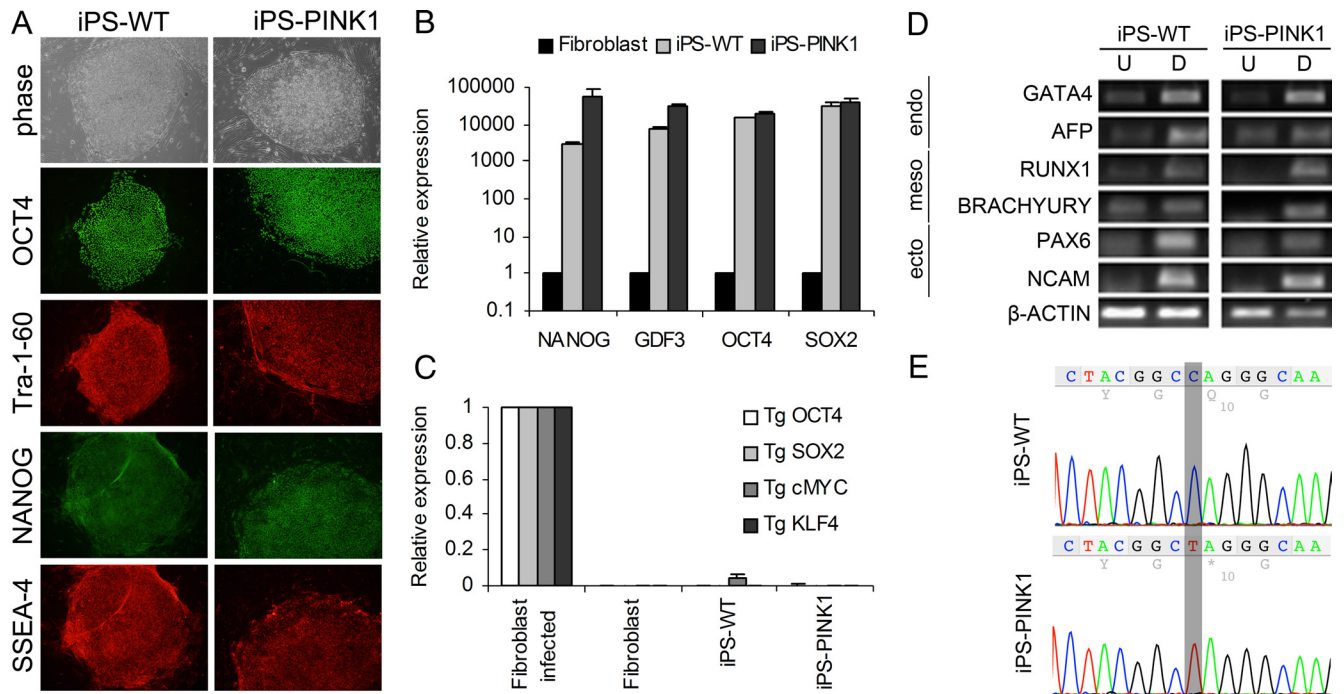 A
iPS-WT
iPS-PINK1
phase
OCT4
Tra-1-60
NANOG
SSEA-4
B
Fibroblast
iPS-WT
iPS-PINK1
Relative expression
100000
10000
1000
100
10
1
0.1
NANOG
GDF3
OCT4
SOX2
C
Relative expression
1
0.8
0.6
0.4
0.2
0
Tg OCT4
Tg SOX2
Tg cMYC
Tg KLF4
Fibroblast
infected
Fibroblast
iPS-WT
iPS-PINK1
D
iPS-WT
iPS-PINK1
U D U D
endo
GATA4
AFP
meso
RUNX1
BRACHYURY
ecto
PAX6
NCAM
β-ACTIN
E
iPS-WT
C T A C G G C C A G G G C A A
Y G Q G
10
iPS-PINK1
C T A C G G C T A G G G C A A
Y G * G
10